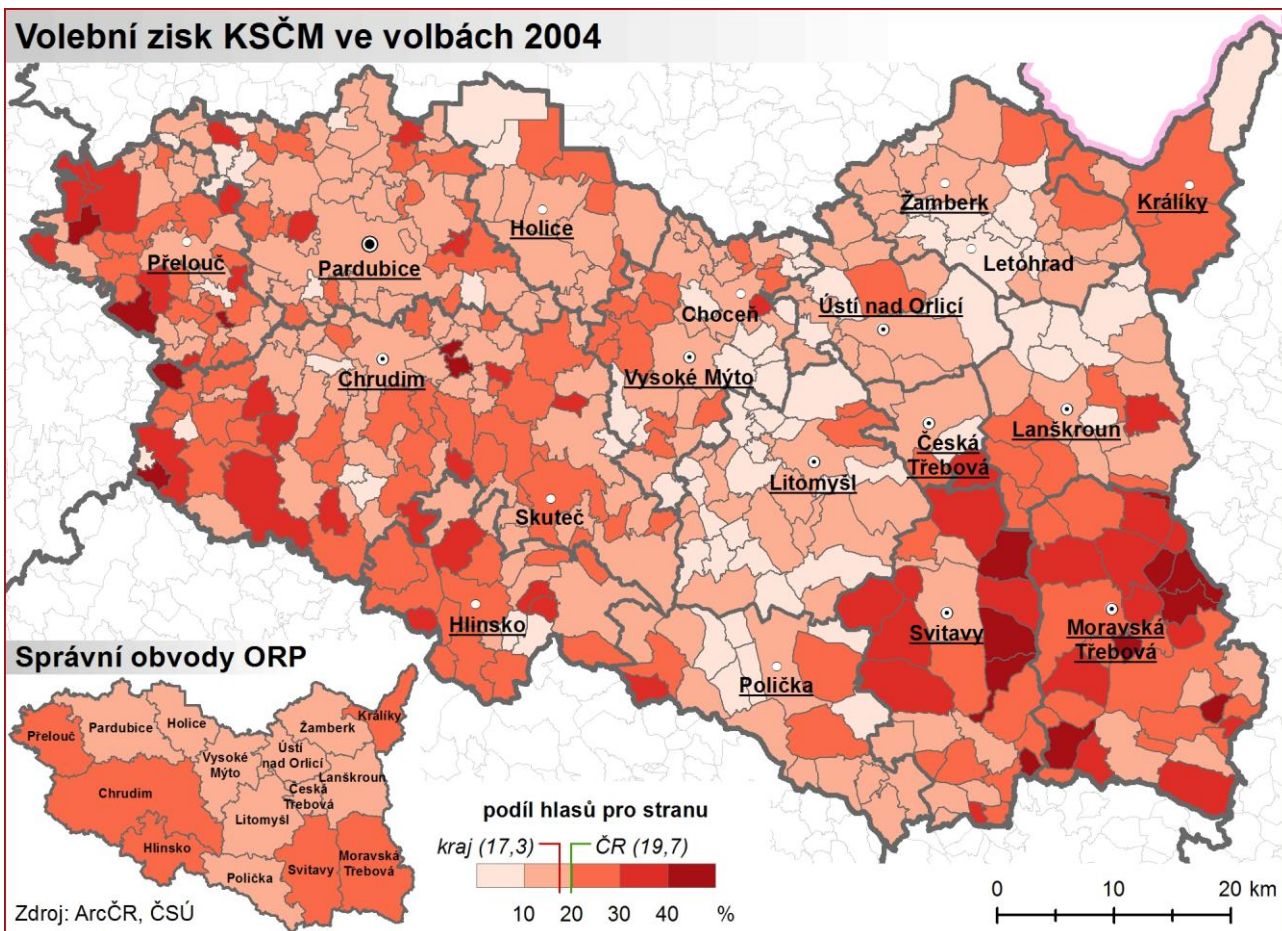 Volební zisk KSČM ve volbách 2004
Žamberk
Králíky
Holice
Přelouč
Pardubice
Letohrad
Choceň
Ústí nad Orlicí
Chrudim
Vysoké Mýto
Lanškroun
Česká
Třebová
Litomyšl
Skuteč
Hlinsko
Svitavy
Moravská
Třebová
Polička
Správní obvody ORP
Přelouč
Pardubice
Holice
Žamberk
Králíky
Vysoké
Mýto
Ústí
nad Orlicí
Lanškroun
Česká
Třebová
Chrudim
Litomyšl
Hlinsko
Polička
Svitavy
Moravská
Třebová
podíl hlasů pro stranu
kraj (17,3) ČR (19,7)
10 20 30 40 %
0 10 20 km
Zdroj: ArcČR, ČSÚ